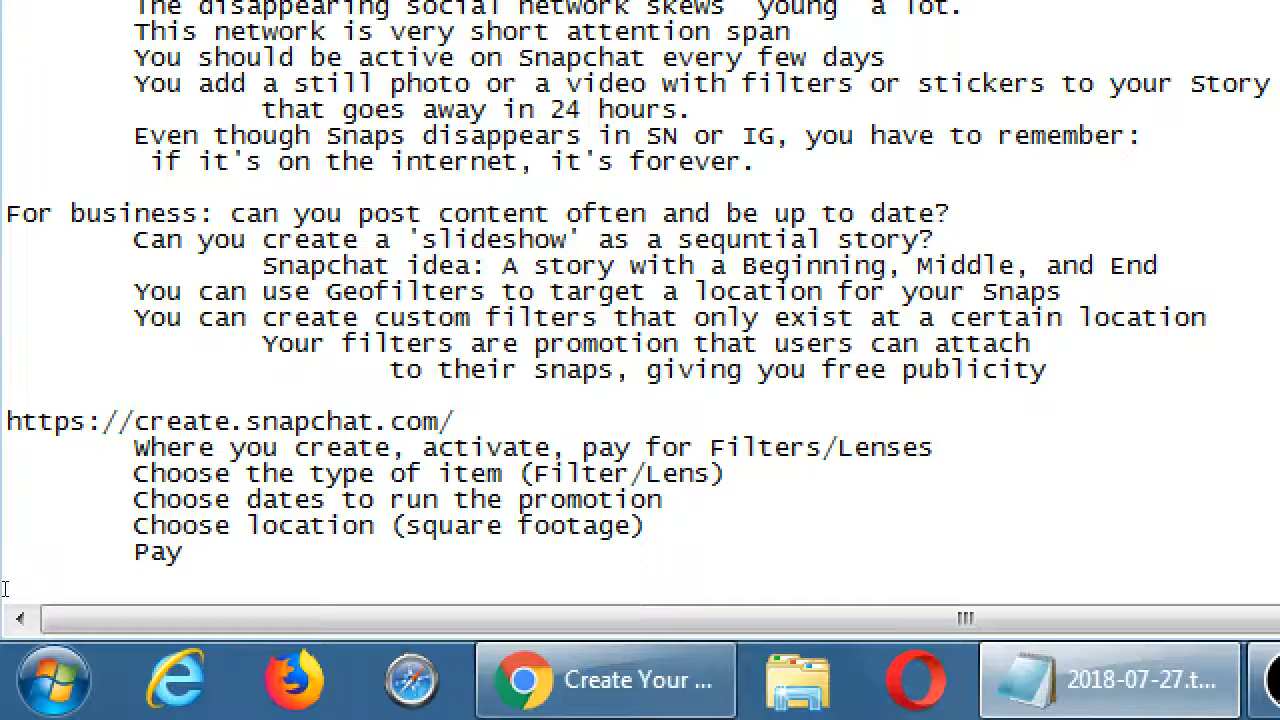 The disappearing social network skews "young" a lot.
This network is very short attention span
You should be active on Snapchat every few days
You add a still photo or a video with filters or stickers to your Story
that goes away in 24 hours.
Even though Snaps disappears in SN or IG, you have to remember:
if it's on the internet, it's forever.
For business: can you post content often and be up to date?
Can you create a 'slideshow' as a sequntial story?
Snapchat idea: A story with a Beginning, Middle, and End
You can use Geofilters to target a location for your Snaps
You can create custom filters that only exist at a certain location
Your filters are promotion that users can attach
to their snaps, giving you free publicity
https://create.snapchat.com/
Where you create, activate, pay for Filters/Lenses
Choose the type of item (Filter/Lens)
Choose dates to run the promotion
Choose location (square footage)
Pay
Create Your ...
2018-07-27.t...